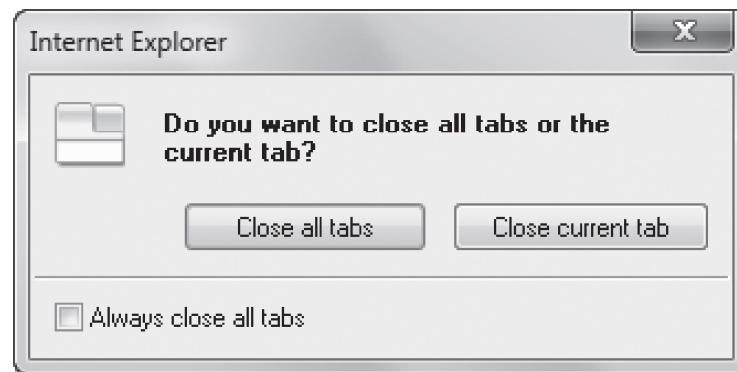 Internet Explorer
Do you want to close all tabs or the
current tab?
Close all tabs
Close current tab
Always close all tabs